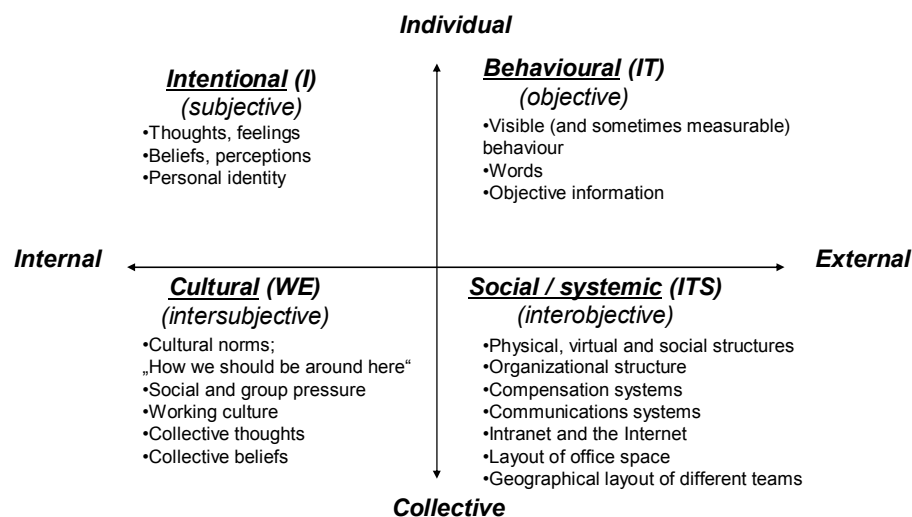 Individual
Intentional (I)
(subjective)
•Thoughts, feelings
•Beliefs, perceptions
•Personal identity
Behavioural (IT)
(objective)
•Visible (and sometimes measurable)
behaviour
•Words
•Objective information
Internal
External
Cultural (WE)
(intersubjective)
•Cultural norms;
„How we should be around here“
•Social and group pressure
•Working culture
•Collective thoughts
•Collective beliefs
Social / systemic (ITS)
(interobjective)
•Physical, virtual and social structures
•Organizational structure
•Compensation systems
•Communications systems
•Intranet and the Internet
•Layout of office space
•Geographical layout of different teams
Collective